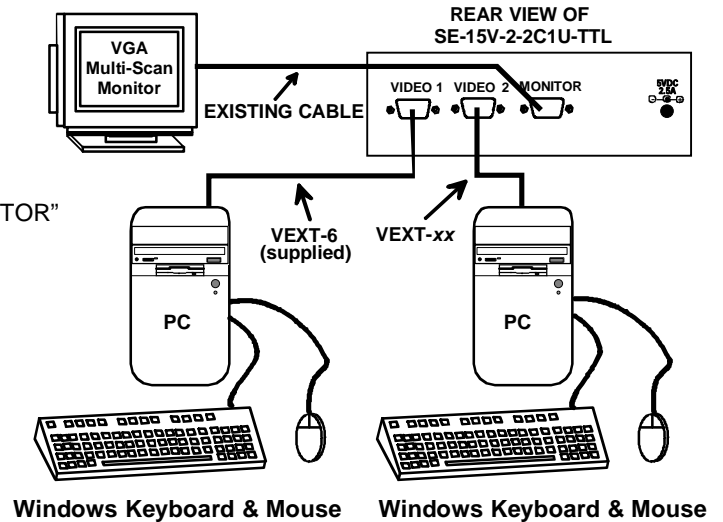 REAR VIEW OF
SE-15V-2-2C1U-TTL
VGA
Multi-Scan
Monitor
EXISTING CABLE
VIDEO 1 VIDEO 2 MONITOR
5VDC
2.5A
TOR"
VEXT-6
(supplied)
VEXT-xx
PC
PC
Windows Keyboard & Mouse
Windows Keyboard & Mouse